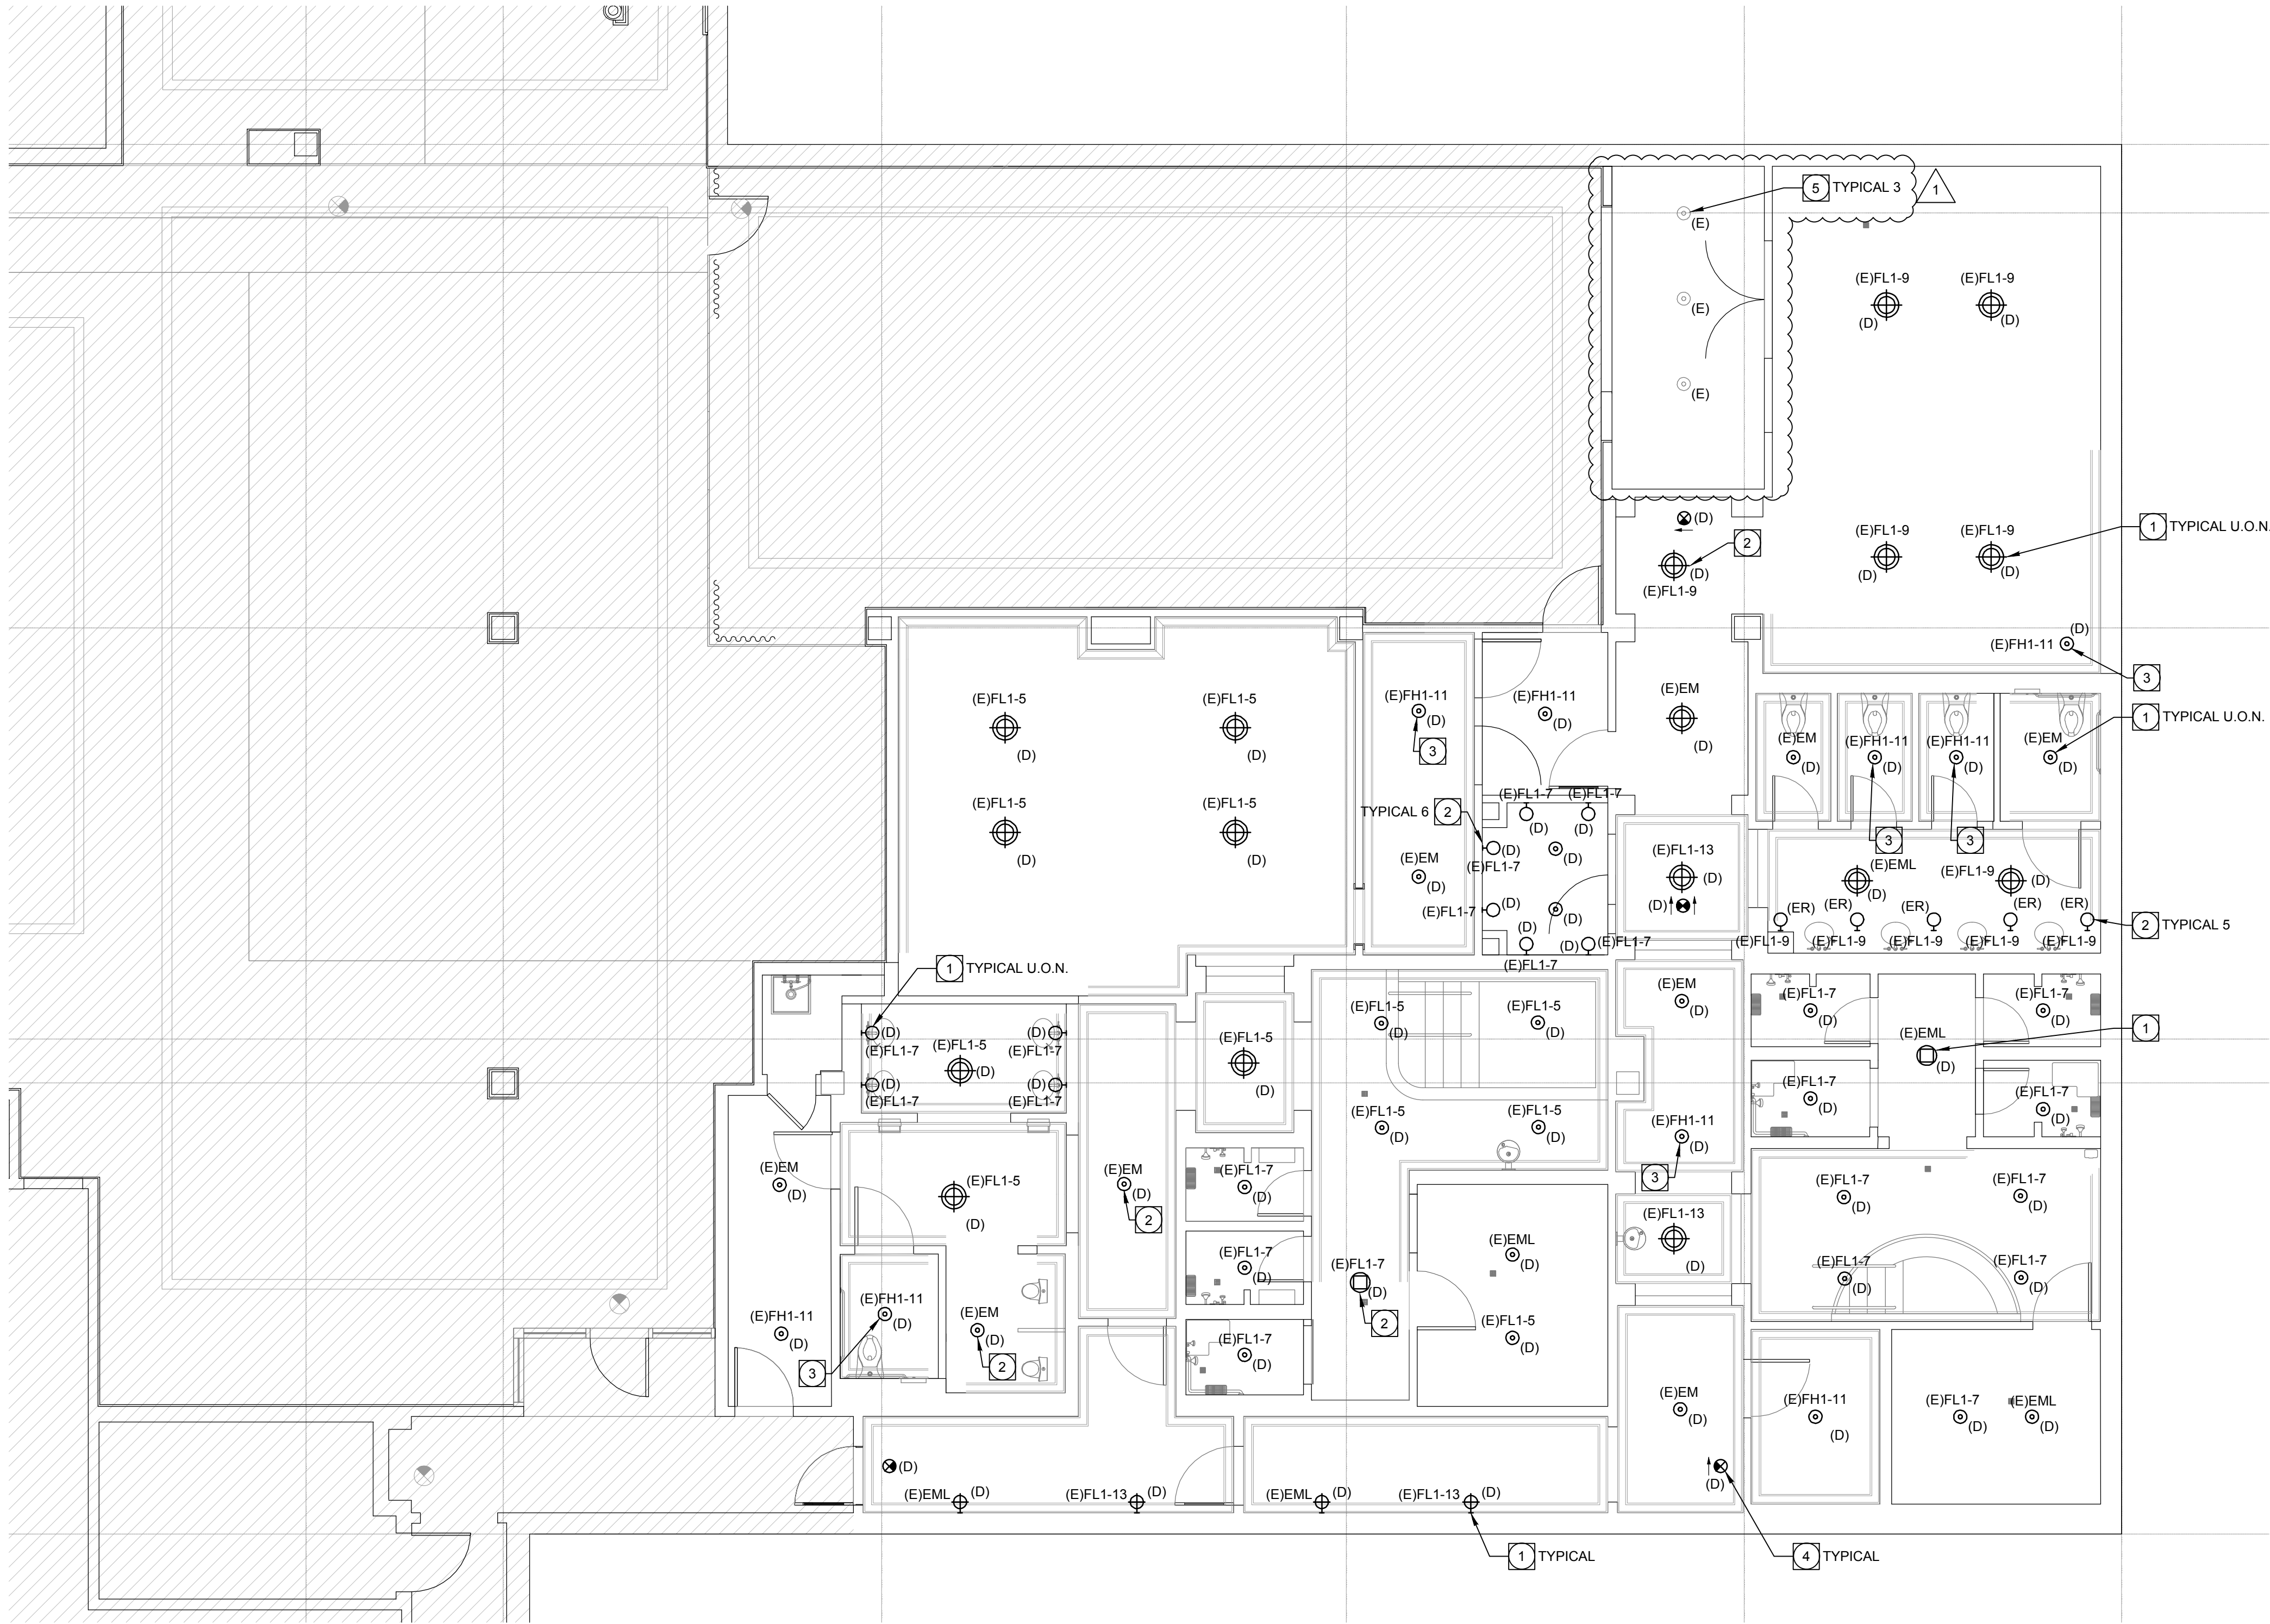 5 TYPICAL 3
1
(E)
(E)
(E)
(E)FL1-9
(D)
(E)FL1-9
(D)
(D)
2
(D)
(E)FL1-9
(E)FL1-9
(D)
(E)FL1-9
(D)
1 TYPICAL U.O.N.
(D)
(E)FH1-11
3
(E)FL1-5
(D)
(E)FL1-5
(D)
(E)FL1-5
(D)
(E)FL1-5
(D)
(E)FH1-11
(D)
3
(E)FH1-11
(D)
(E)EM
(D)
(E)EM
(D)
(E)FH1-11
(D)
3
(E)FH1-11
(D)
3
(E)EM
(D)
1 TYPICAL U.O.N.
TYPICAL 6 2
(E)FL1-7
(D)
(E)FL1-7
(D)
(D)
(E)FL1-7
(D)
(E)EM
(D)
(D)
(E)FL1-7
(D)
(D)
(E)FL1-7
(D)
(E)FL1-7
(E)FL1-13
(D)
(D)
(E)EML
(D)
(E)FL1-9
(D)
(ER)
(ER)
(ER)
(ER)
(ER)
2 TYPICAL 5
(E)FL1-9
(E)FL1-9
(E)FL1-9
(E)FL1-9
(E)FL1-9
1 TYPICAL U.O.N.
(D)
(E)FL1-7
(D)
(E)FL1-7
(E)FL1-5
(D)
(D)
(E)FL1-7
(D)
(E)FL1-7
(E)FL1-5
(D)
(E)FL1-5
(D)
(E)FL1-5
(D)
(E)FL1-5
(D)
(E)FL1-5
(D)
(E)EM
(D)
(E)FH1-11
(D)
3
(E)FL1-7
(D)
(E)FL1-7
(D)
(E)EML
(D)
1
(E)FL1-7
(D)
(E)FL1-7
(D)
(E)EM
(D)
(E)FL1-5
(D)
(E)EM
(D)
2
(E)FL1-7
(D)
(E)FL1-7
(D)
(E)FL1-7
(D)
(E)FL1-7
(D)
2
(E)EML
(D)
(E)FL1-5
(D)
(E)FL1-13
(D)
(E)FL1-7
(D)
(E)FL1-7
(D)
(E)FL1-7
(D)
(E)FL1-7
(D)
(E)FH1-11
(D)
(E)FH1-11
(D)
3
(E)EM
(D)
2
(E)EM
(D)
(E)FH1-11
(D)
(E)FL1-7
(D)
(E)EML
(D)
(D)
(E)EML
(D)
(E)FL1-13
(D)
(E)EML
(D)
(E)FL1-13
(D)
(D)
1 TYPICAL
4 TYPICAL